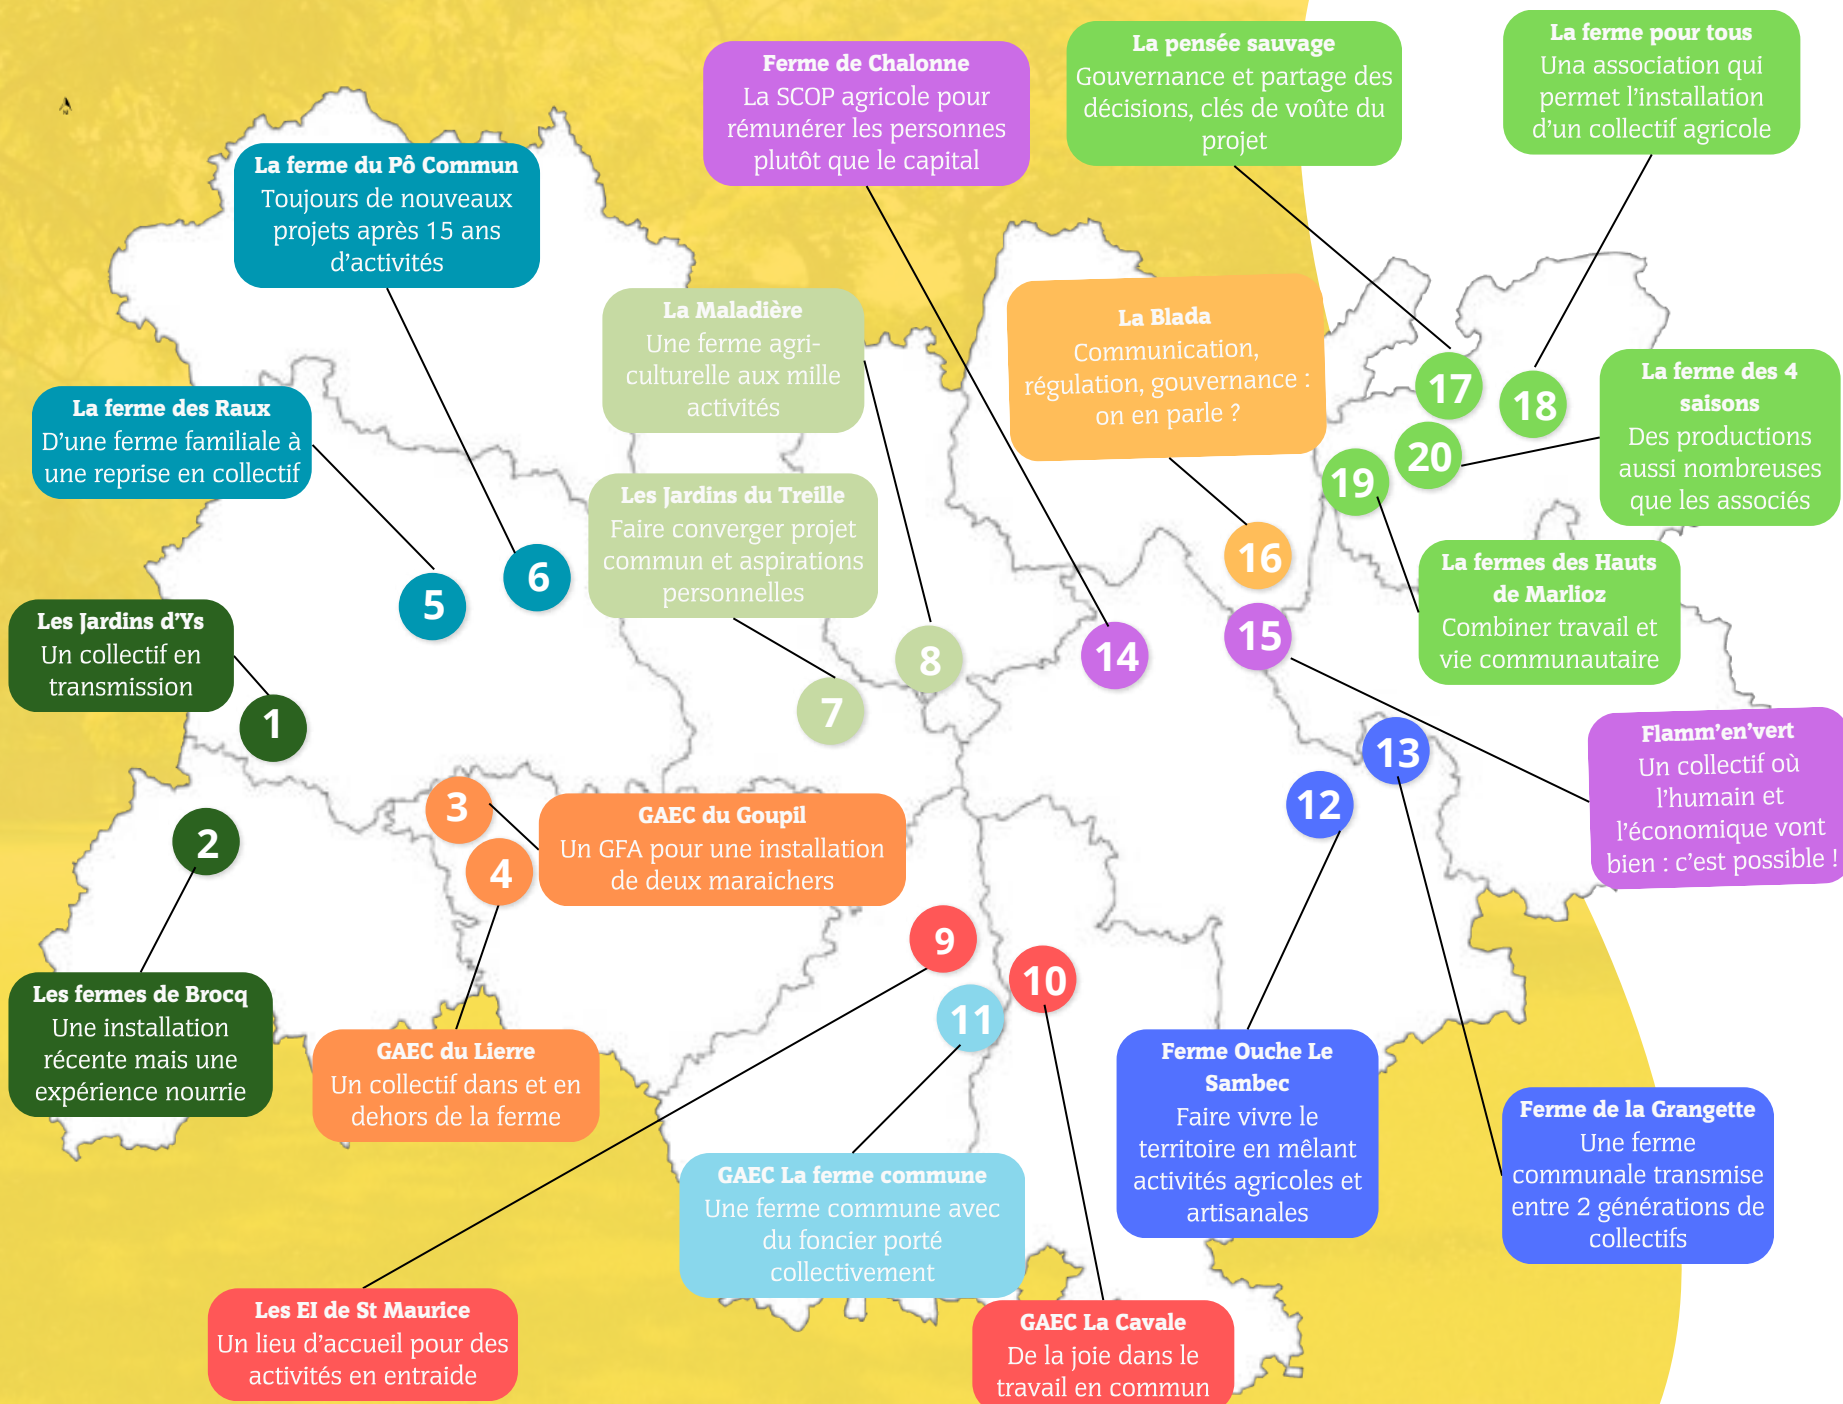 Ferme de Chalonne
La SCOP agricole pour
rémunérer les personnes
plutôt que le capital
La pensée sauvage
Gouvernance et partage des
décisions, clés de voûte du
projet
La ferme pour tous
Una association qui
permet l'installation
d'un collectif agricole
La ferme du Pô Commun
Toujours de nouveaux
projets après 15 ans
d'activités
La Maladière
Une ferme agri-
culturelle aux mille
activités
La Blada
Communication,
régulation, gouvernance :
on en parle ?
La ferme des Raux
D'une ferme familiale à
une reprise en collectif
17
18
La ferme des 4
saisons
Des productions
aussi nombreuses
que les associés
20
19
Les Jardins du Treille
Faire converger projet
commun et aspirations
personnelles
La fermes des Hauts
de Marlioz
Combiner travail et
vie communautaire
16
6
5
15
14
8
7
Les Jardins d'Ys
Un collectif en
transmission
1
13
12
Flamm'en'vert
Un collectif où
l'humain et
l'économique vont
bien : c'est possible !
3
GAEC du Goupil
Un GFA pour une installation
de deux maraichers
2
4
9
10
11
Les fermes de Brocq
Une installation
récente mais une
expérience nourrie
GAEC du Lierre
Un collectif dans et en
dehors de la ferme
Ferme Ouche Le
Sambec
Faire vivre le
territoire en mêlant
activités agricoles et
artisanales
Ferme de la Grangette
Une ferme
communale transmise
entre 2 générations de
collectifs
GAEC La ferme commune
Une ferme commune avec
du foncier porté
collectivement
Les EI de St Maurice
Un lieu d'accueil pour des
activités en entraide
GAEC La Cavale
De la joie dans le
travail en commun